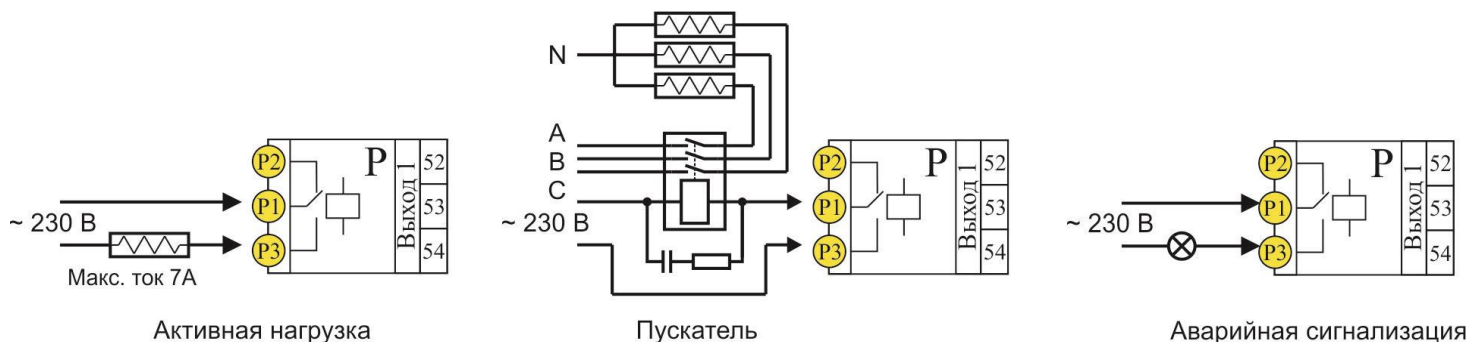 N
A
B
C
~ 230 В
P2
P1
P3
P
Выход 1
52
53
54
~ 230 В
Макс. ток 7А
P2
P1
P3
P
Выход 1
52
53
54
~ 230 В
P2
P1
P3
P
Выход 1
52
53
54
Активная нагрузка
Пускатель
Аварийная сигнализация